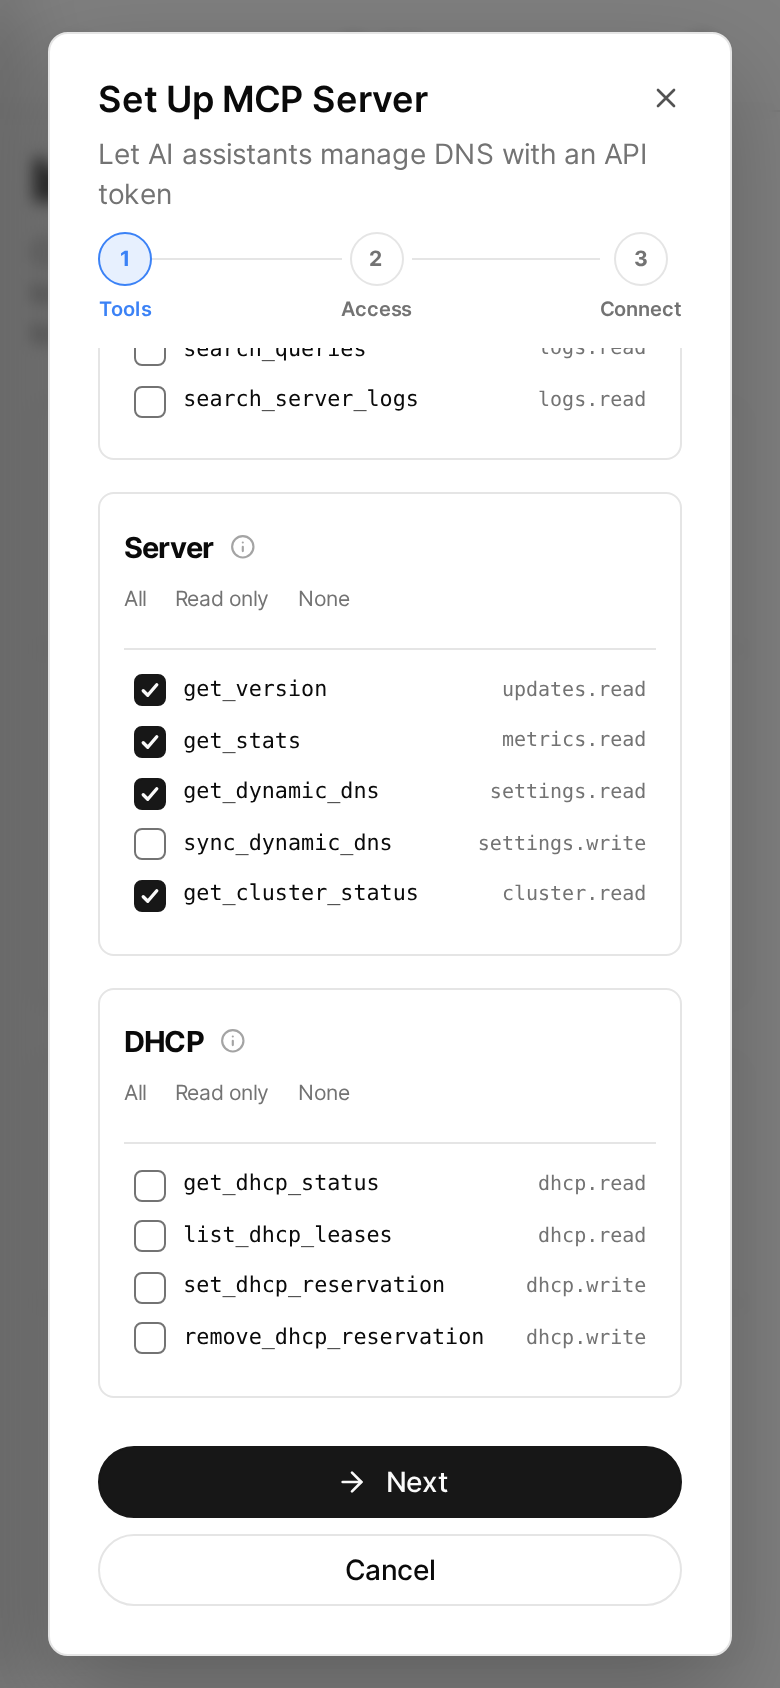 Set Up MCP Server
Let AI assistants manage DNS with an API
token
1
2
3
Tools
Access
Connect
search_queries logs.read
search_server_logs logs.read
Server
All Read only None
get_version updates.read
get_stats metrics.read
get_dynamic_dns settings.read
sync_dynamic_dns settings.write
get_cluster_status cluster.read
DHCP
All Read only None
get_dhcp_status dhcp.read
list_dhcp_leases dhcp.read
set_dhcp_reservation dhcp.write
remove_dhcp_reservation dhcp.write
Next
Cancel